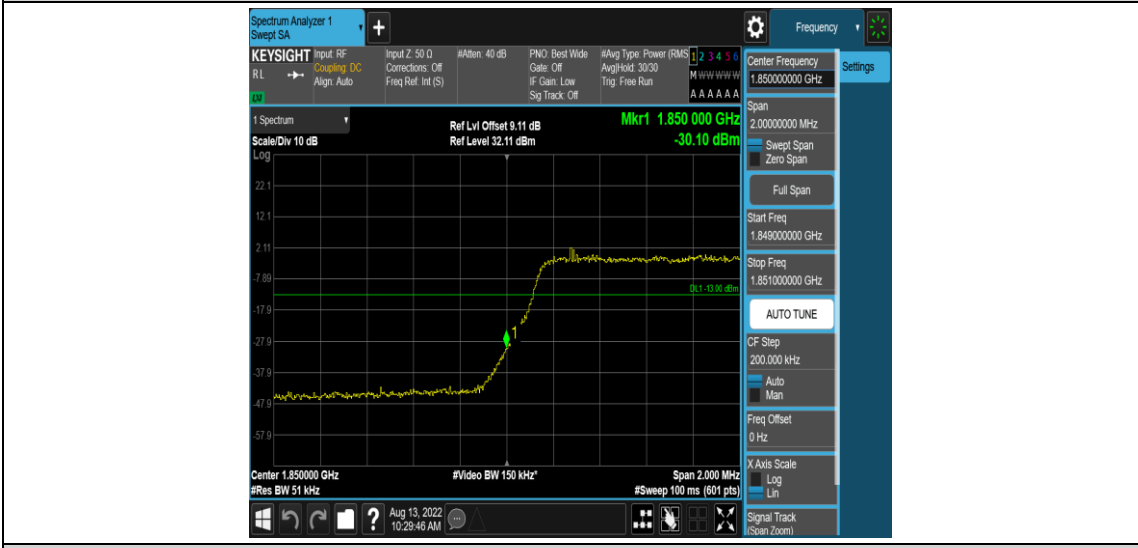 Spectrum Analyzer 1
Swept SA
+
Frequency
KEYSIGHT
RL
LM
Input: RF
Coupling: DC
Align: Auto
Input Z: 50 Ω
Corrections: Off
Freq Ref: Int (S)
#Atten: 40 dB
PNO: Best Wide
Gate: Off
IF Gain: Low
Sig Track: Off
#Avg Type: Power (RMS
Avg|Hold: 30/30
Trig: Free Run
1 2 3 4 5 6
M W W W W W
A A A A A A
1 Spectrum
Scale/Div 10 dB
Log
Ref Lvl Offset 9.11 dB
Ref Level 32.11 dBm
Mkr1 1.850 000 GHz
-30.10 dBm
22.1
12.1
2.11
-7.89
-17.9
-27.9
-37.9
-47.9
-57.9
DL1 -13.00 dBm
1
Center 1.850000 GHz
#Res BW 51 kHz
#Video BW 150 kHz*
Span 2.000 MHz
#Sweep 100 ms (601 pts)
Center Frequency
1.850000000 GHz
Settings
Span
2.00000000 MHz
Swept Span
Zero Span
Full Span
Start Freq
1.849000000 GHz
Stop Freq
1.851000000 GHz
AUTO TUNE
CF Step
200.000 kHz
Auto
Man
Freq Offset
0 Hz
X Axis Scale
Log
Lin
Signal Track
(Span Zoom)
?
Aug 13, 2022
10:29:46 AM